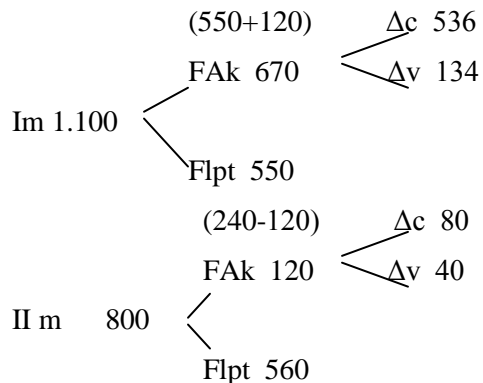 (550+120) Δc 536
FAk 670 Δv 134
Im 1.100
Flpt 550
(240-120) Δc 80
FAk 120 Δv 40
II m 800
Flpt 560